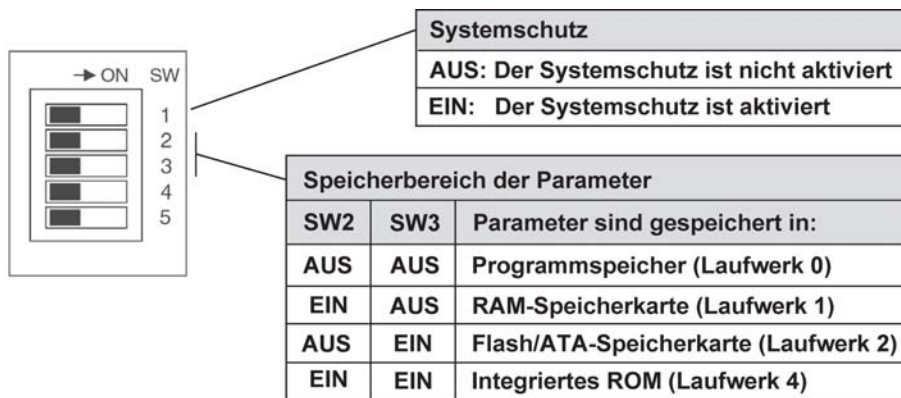 Systemschutz
AUS: Der Systemschutz ist nicht aktiviert
EIN: Der Systemschutz ist aktiviert
ON SW
1
2
3
4
5
Speicherbereich der Parameter
SW2 SW3 Parameter sind gespeichert in:
AUS AUS Programmspeicher (Laufwerk 0)
EIN AUS RAM-Speicherkarte (Laufwerk 1)
AUS EIN Flash/ATA-Speicherkarte (Laufwerk 2)
EIN EIN Integriertes ROM (Laufwerk 4)